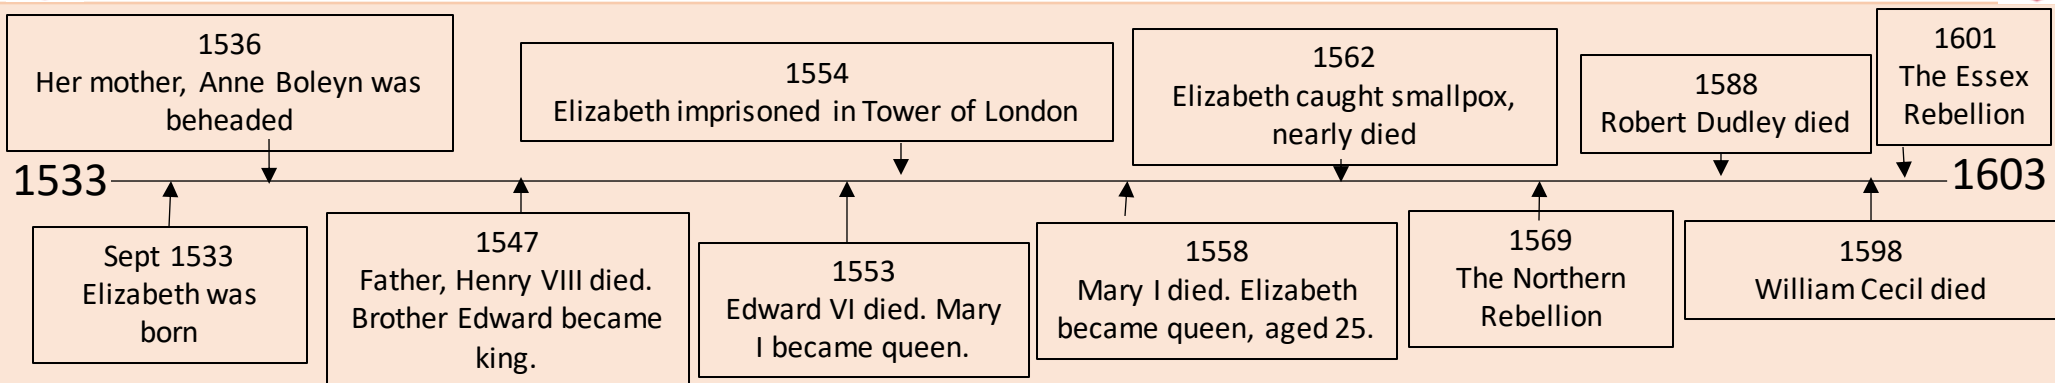 1536
Her mother, Anne Boleyn was
beheaded
1554
Elizabeth imprisoned in Tower of London
1562
Elizabeth caught smallpox,
nearly died
1588
Robert Dudley died
1601
The Essex
Rebellion
1533
1603
Sept 1533
Elizabeth was
born
1547
Father, Henry VIII died.
Brother Edward became
king.
1553
Edward VI died. Mary
I became queen.
1558
Mary I died. Elizabeth
became queen, aged 25.
1569
The Northern
Rebellion
1598
William Cecil died